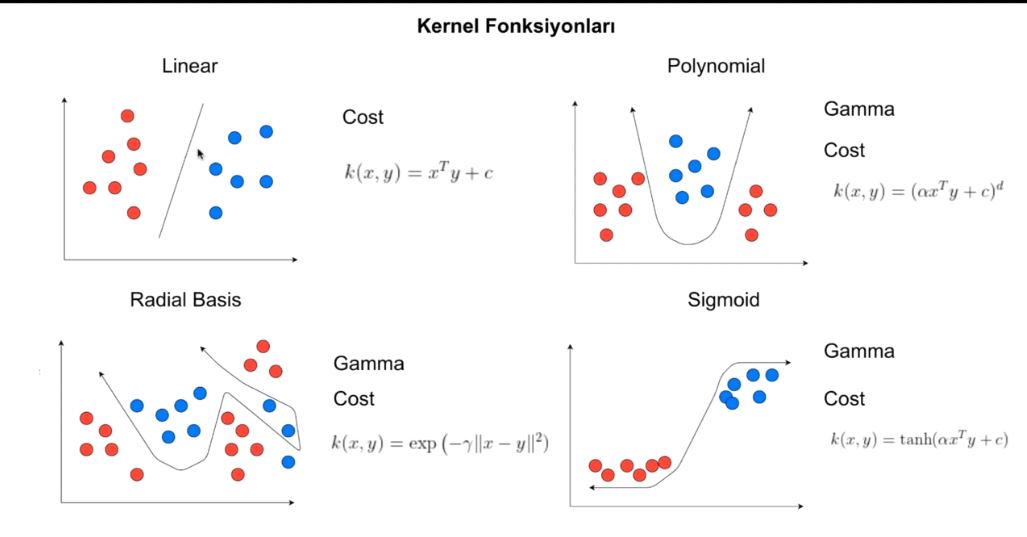 Kernel Fonksiyonları
Linear
Cost
k(x, y) = x^T y + c
Polynomial
Gamma
Cost
k(x, y) = (αx^T y + c)^d
Radial Basis
Gamma
Cost
k(x, y) = exp (−γ‖x − y‖²)
Sigmoid
Gamma
Cost
k(x, y) = tanh(αx^T y + c)